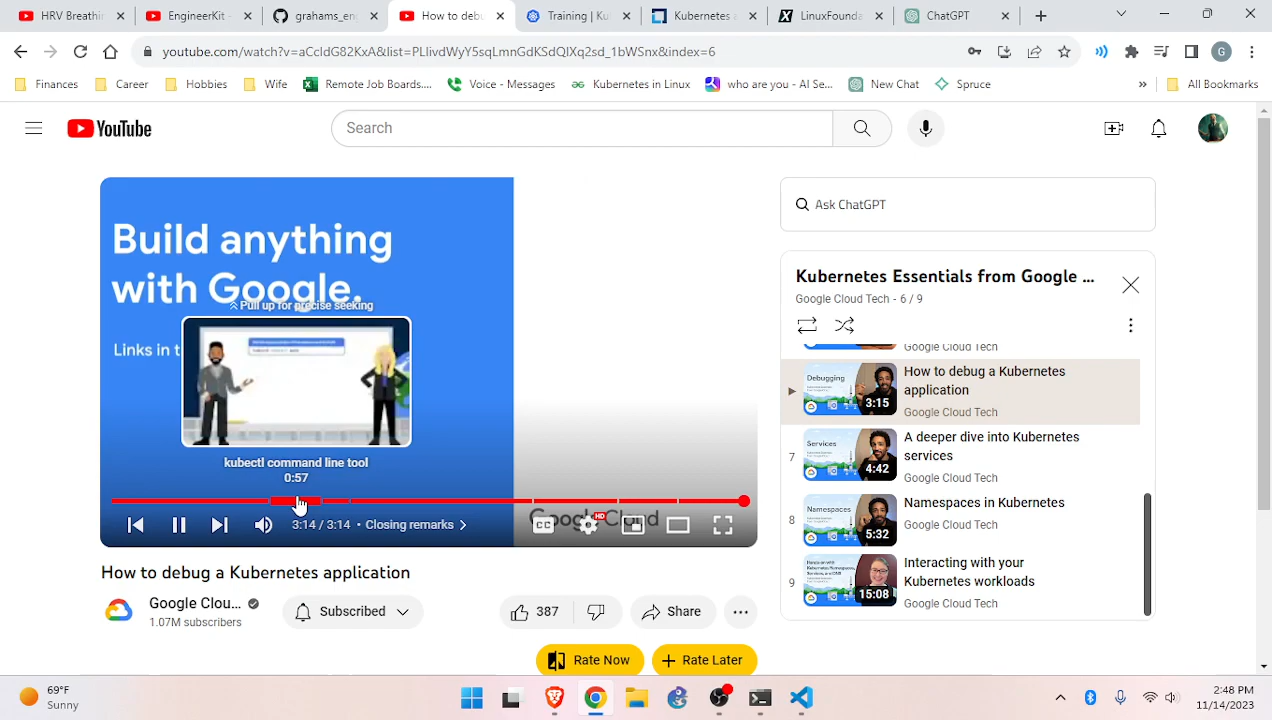 HRV Breathi
EngineerKit -
grahams_en
How to debu
Training | Ku
Kubernetes a
LinuxFounda
ChatGPT
youtube.com/watch?v=aCcIdG82KxA&list=PLIivdWyY5sqLmnGdKSdQIXq2sd_1bWSnx&index=6
G
Finances
Career
Hobbies
Wife
Remote Job Boards....
Voice - Messages
Kubernetes in Linux
who are you - AI Se...
New Chat
Spruce
»
All Bookmarks
YouTube
Search
Ask ChatGPT
Build anything
with Google.
Pull up for precise seeking
Links in t
kubectl command line tool
0:57
3:14 / 3:14 • Closing remarks
CC
HD
Google Cloud
Kubernetes Essentials from Google ...
Google Cloud Tech - 6 / 9
Google Cloud Tech
Debugging
3:15
How to debug a Kubernetes
application
Google Cloud Tech
7
Services
4:42
A deeper dive into Kubernetes
services
Google Cloud Tech
8
Namespaces
5:32
Namespaces in Kubernetes
Google Cloud Tech
9
15:08
Interacting with your
Kubernetes workloads
Google Cloud Tech
How to debug a Kubernetes application
Google Clou...
1.07M subscribers
Subscribed
387
Share
Rate Now
Rate Later
69°F
Sunny
2:48 PM
11/14/2023